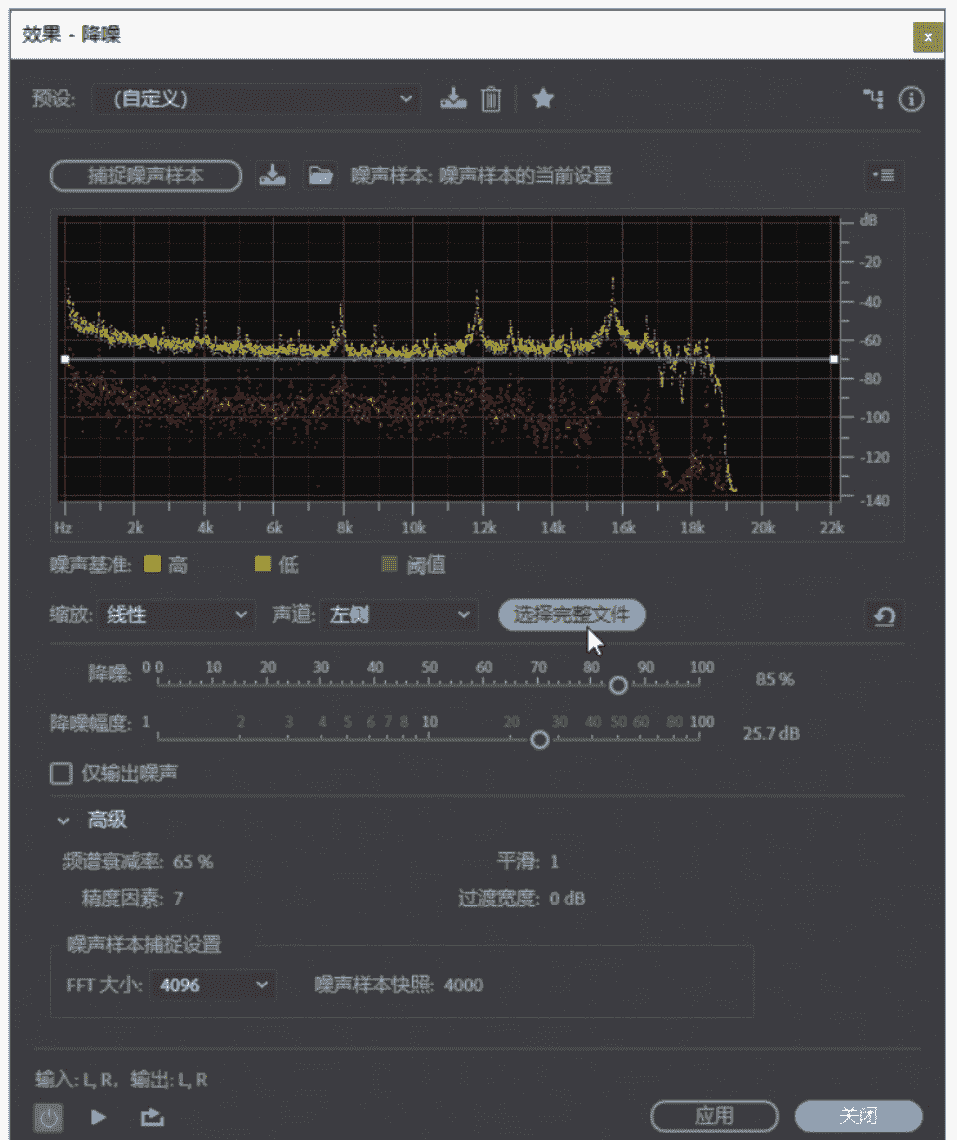 效果 - 降噪 x
预设: (自定义)
捕捉噪声样本 噪声样本: 噪声样本的当前设置
dB
-20
-40
-60
-80
-100
-120
-140
Hz 2k 4k 6k 8k 10k 12k 14k 16k 18k 20k 22k
噪声基准: 高 低 阈值
缩放: 线性 声道: 左侧 选择完整文件
降噪: 0 0 10 20 30 40 50 60 70 80 90 100 85 %
降噪幅度: 1 2 3 4 5 6 7 8 10 20 30 40 50 60 80 100 25.7 dB
仅输出噪声
高级
频谱衰减率: 65 % 平滑: 1
精度因素: 7 过渡宽度: 0 dB
噪声样本捕捉设置
FFT 大小: 4096 噪声样本快照: 4000
输入: L, R, 输出: L, R
应用 关闭